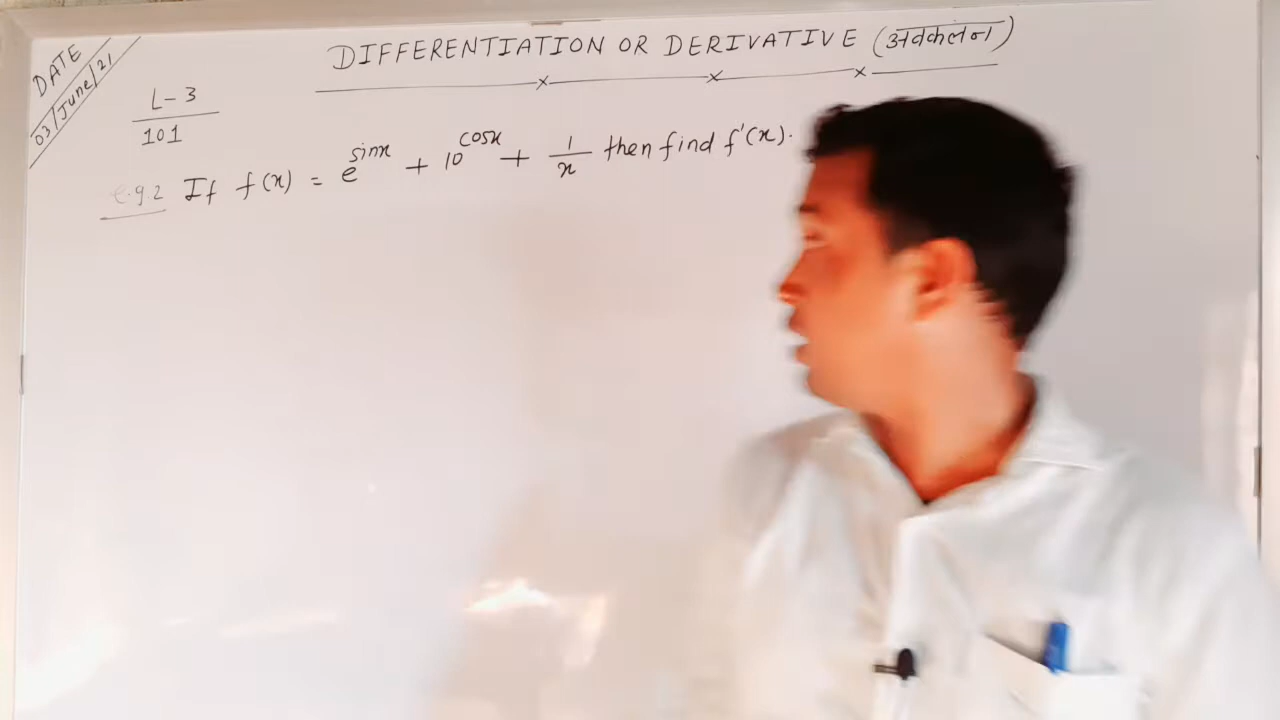 DATE
03/June/21
DIFFERENTIATION OR DERIVATIVE (अवकलन)
L-3
101
e.g 2 If f(x) = e^sinx + 10^cosx + 1/x then find f'(x).